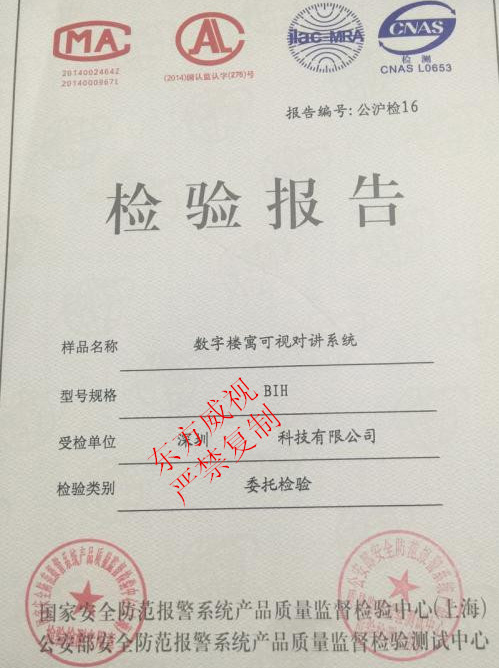 MA
CAL
ilac-MRA
CNAS
20140024642
20140009671
(2014)国认监认字(275)号
检 测
CNAS L0653
报告编号: 公沪检16
检验报告
样品名称 数字楼寓可视对讲系统
型号规格 BIH
受检单位 深圳 科技有限公司
检验类别 委托检验
东方威视
严禁复制
国家安全防范报警系统产品质量监督检验中心(上海)
公安部安全防范报警系统产品质量监督检验测试中心